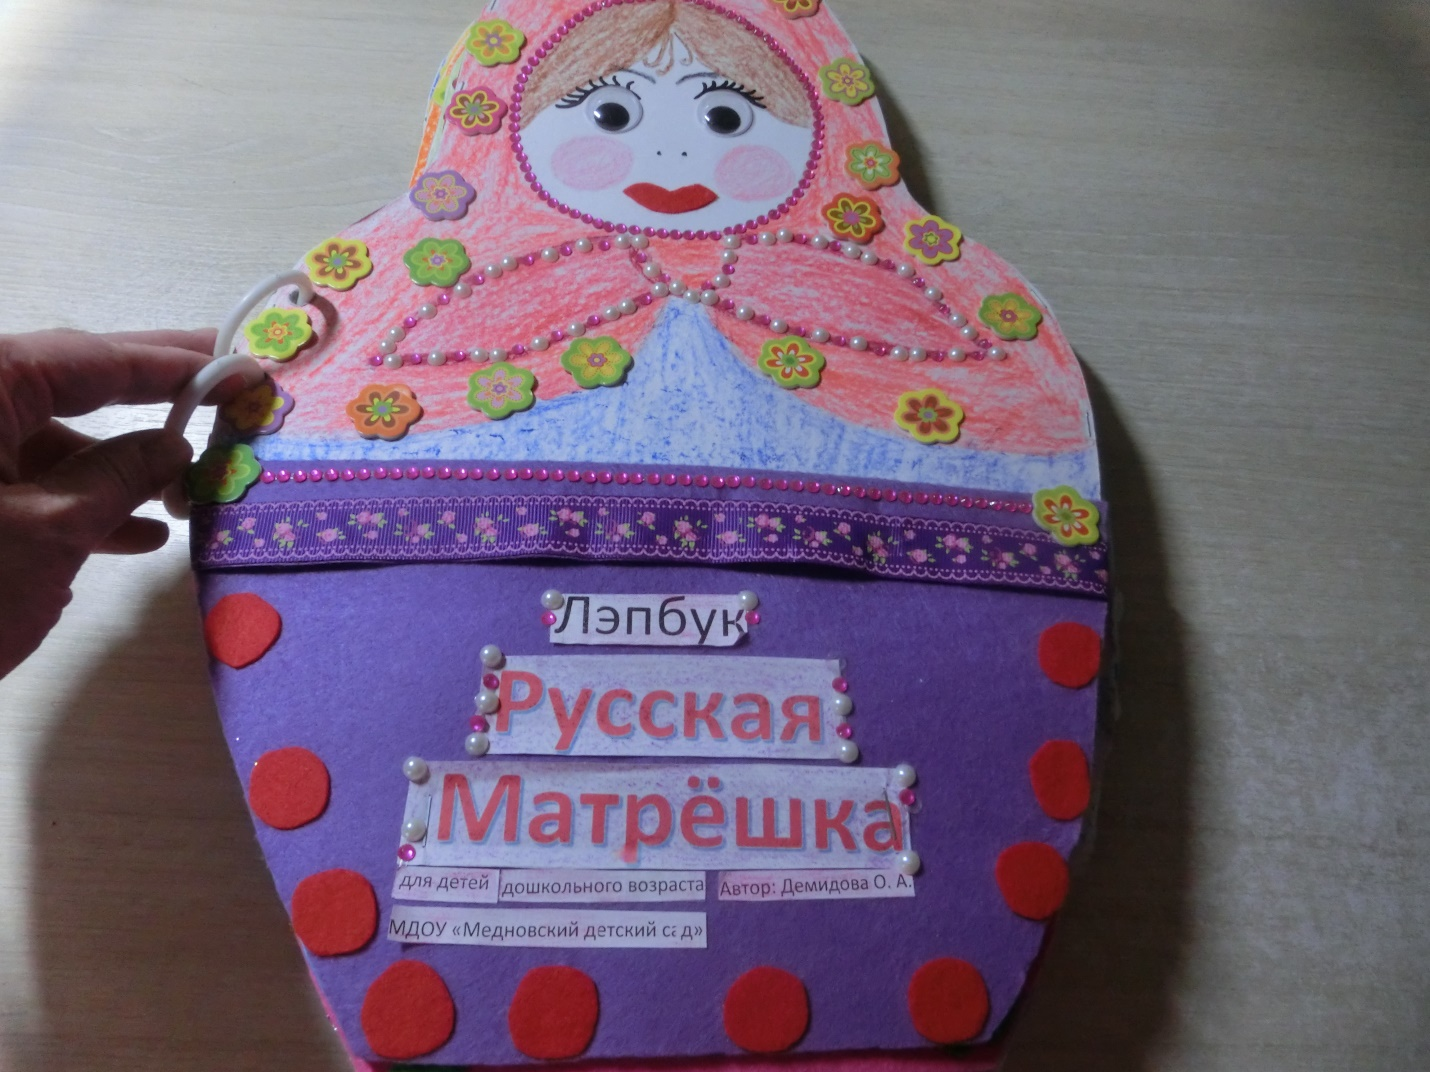 Лэпбук
Русская
Матрёшка
для детей дошкольного возраста Автор: Демидова О. А.
МДОУ «Медновский детский сад»